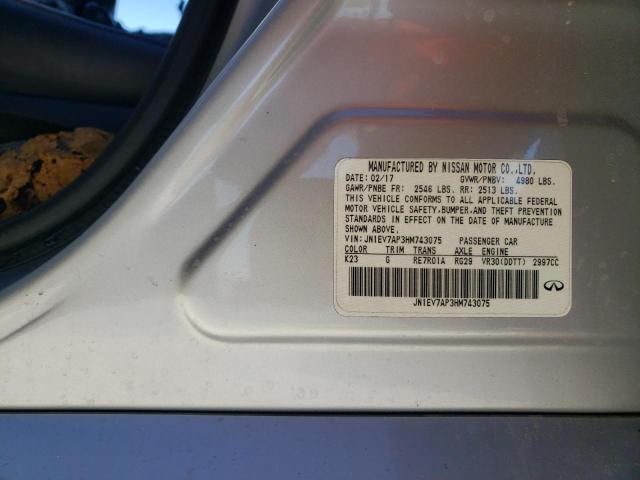 MANUFACTURED BY NISSAN MOTOR CO.,LTD.
DATE: 02/17 GVWR/PNBV: 4980 LBS.
GAWR/PNBE FR: 2546 LBS. RR: 2513 LBS.
THIS VEHICLE CONFORMS TO ALL APPLICABLE FEDERAL
MOTOR VEHICLE SAFETY, BUMPER, AND THEFT PREVENTION
STANDARDS IN EFFECT ON THE DATE OF MANUFACTURE
SHOWN ABOVE.
VIN: JN1EV7AP3HM743075 PASSENGER CAR
COLOR TRIM TRANS AXLE ENGINE
K23 G RE7R01A RG29 VR30(DDTT) 2997CC
JN1EV7AP3HM743075